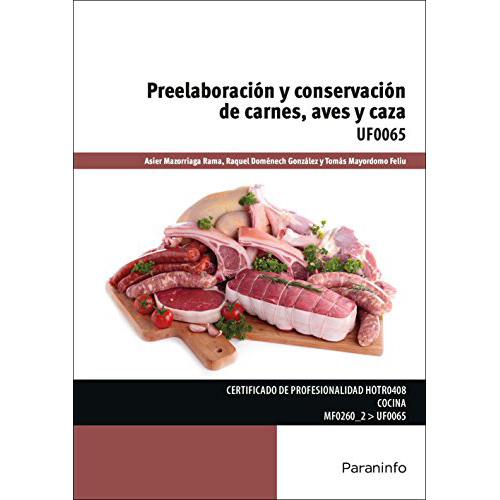 Preelaboración y conservación
de carnes, aves y caza
UF0065
Asier Mazorriaga Rama, Raquel Doménech González y Tomás Mayordomo Feliu
CERTIFICADO DE PROFESIONALIDAD HOTR0408
COCINA
MF0260_2 > UF0065
Paraninfo